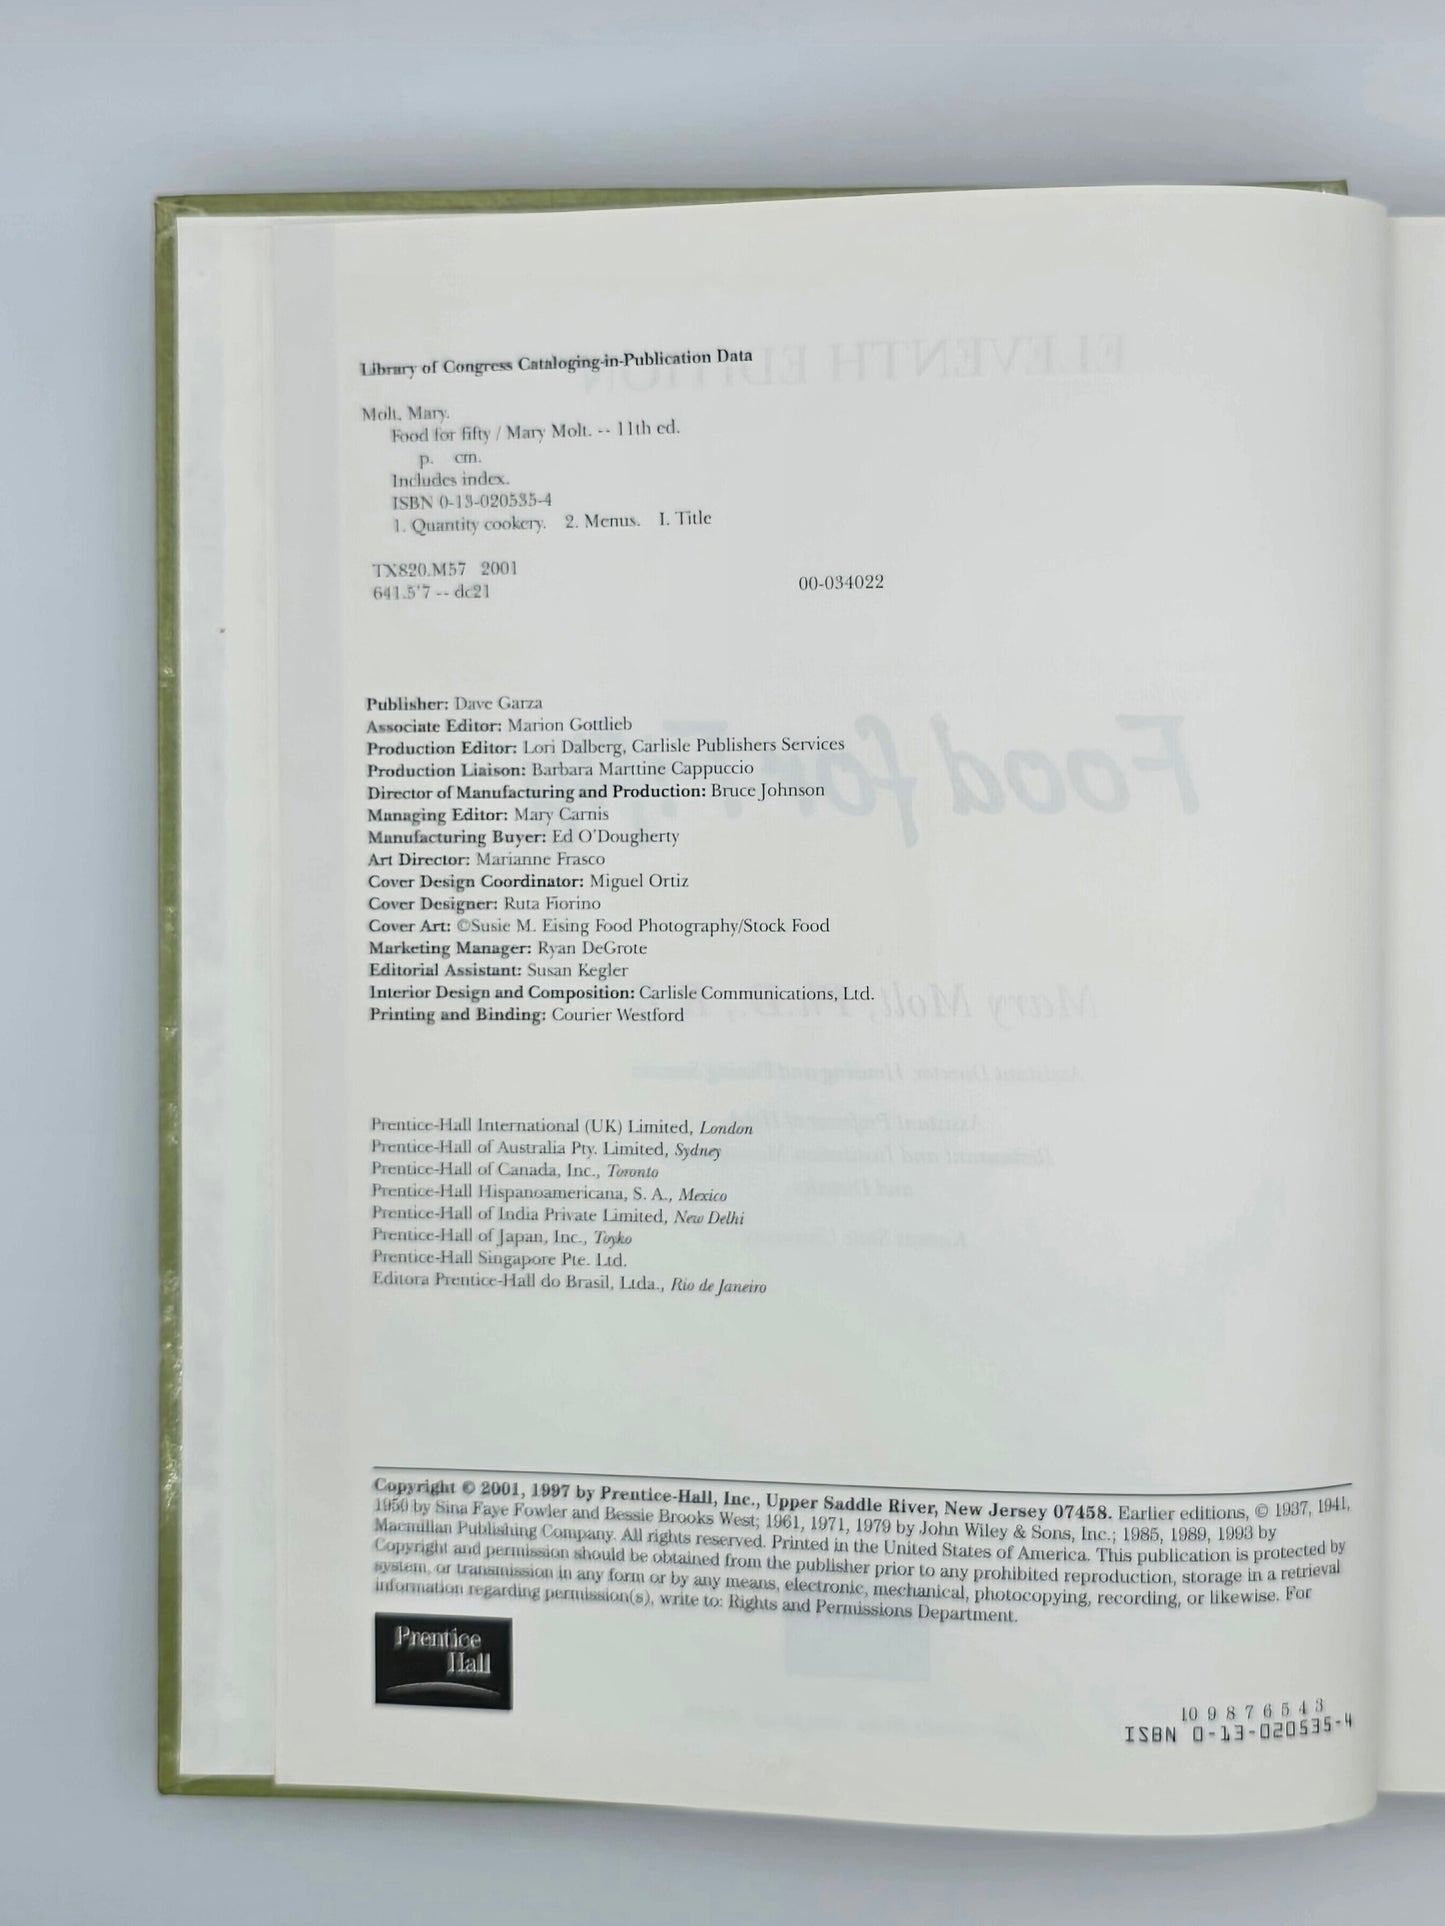 Library of Congress Cataloging-in-Publication Data
Molt, Mary.
Food for fifty / Mary Molt. -- 11th ed.
p. cm.
Includes index.
ISBN 0-13-020535-4
1. Quantity cookery. 2. Menus. I. Title
TX820.M57 2001
641.5'7 -- dc21
00-034022
Publisher: Dave Garza
Associate Editor: Marion Gottlieb
Production Editor: Lori Dalberg, Carlisle Publishers Services
Production Liaison: Barbara Marttine Cappuccio
Director of Manufacturing and Production: Bruce Johnson
Managing Editor: Mary Carnis
Manufacturing Buyer: Ed O'Dougherty
Art Director: Marianne Frasco
Cover Design Coordinator: Miguel Ortiz
Cover Designer: Ruta Fiorino
Cover Art: ©Susie M. Eising Food Photography/Stock Food
Marketing Manager: Ryan DeGrote
Editorial Assistant: Susan Kegler
Interior Design and Composition: Carlisle Communications, Ltd.
Printing and Binding: Courier Westford
Prentice-Hall International (UK) Limited, London
Prentice-Hall of Australia Pty. Limited, Sydney
Prentice-Hall of Canada, Inc., Toronto
Prentice-Hall Hispanoamericana, S. A., Mexico
Prentice-Hall of India Private Limited, New Delhi
Prentice-Hall of Japan, Inc., Toyko
Prentice-Hall Singapore Pte. Ltd.
Editora Prentice-Hall do Brasil, Ltda., Rio de Janeiro
Copyright © 2001, 1997 by Prentice-Hall, Inc., Upper Saddle River, New Jersey 07458. Earlier editions, © 1937, 1941,
1950 by Sina Faye Fowler and Bessie Brooks West; 1961, 1971, 1979 by John Wiley & Sons, Inc.; 1985, 1989, 1993 by
Macmillan Publishing Company. All rights reserved. Printed in the United States of America. This publication is protected by
Copyright and permission should be obtained from the publisher prior to any prohibited reproduction, storage in a retrieval
system, or transmission in any form or by any means, electronic, mechanical, photocopying, recording, or likewise. For
information regarding permission(s), write to: Rights and Permissions Department.
Prentice
Hall
10 9 8 7 6 5 4 3
ISBN 0-13-020535-4